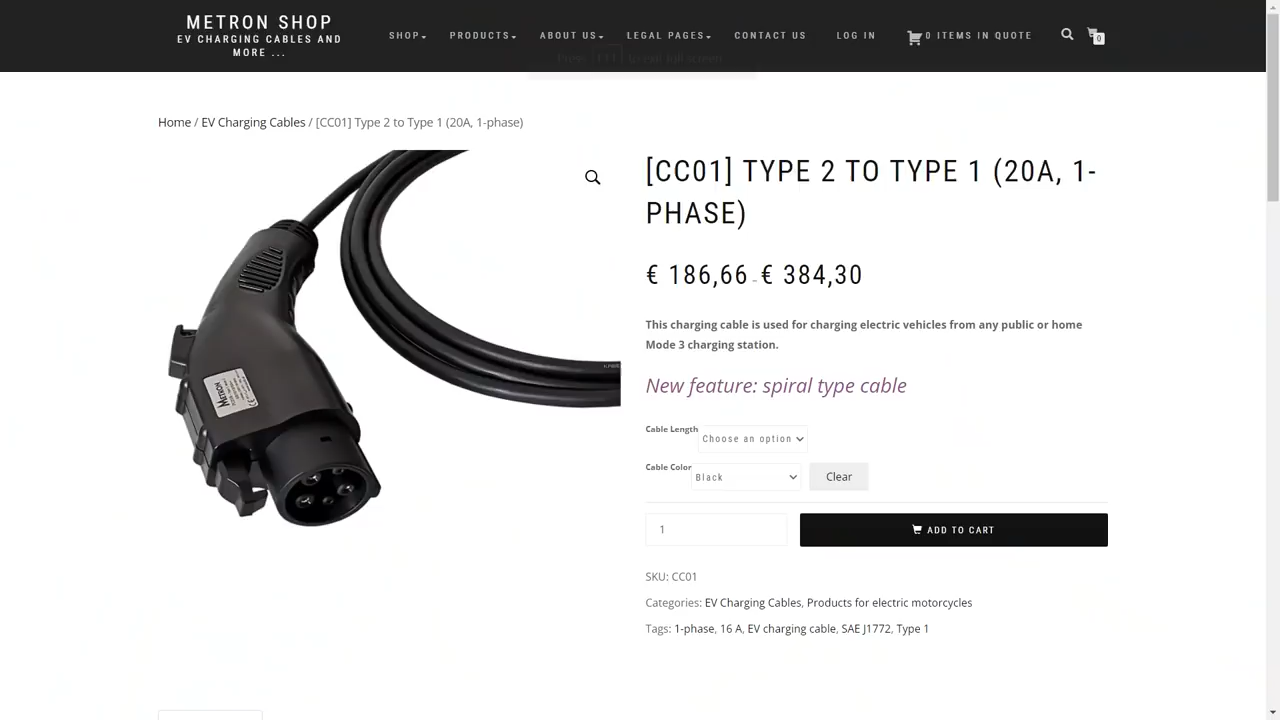 METRON SHOP
EV CHARGING CABLES AND
MORE ...
SHOP
PRODUCTS
ABOUT US
LEGAL PAGES
CONTACT US
LOG IN
0 ITEMS IN QUOTE
0
Home / EV Charging Cables / [CC01] Type 2 to Type 1 (20A, 1-phase)
[CC01] TYPE 2 TO TYPE 1 (20A, 1-
PHASE)
€ 186,66 – € 384,30
This charging cable is used for charging electric vehicles from any public or home
Mode 3 charging station.
New feature: spiral type cable
Cable Length
Choose an option
Cable Color
Black
Clear
1
ADD TO CART
SKU: CC01
Categories: EV Charging Cables, Products for electric motorcycles
Tags: 1-phase, 16 A, EV charging cable, SAE J1772, Type 1
METRON
CE